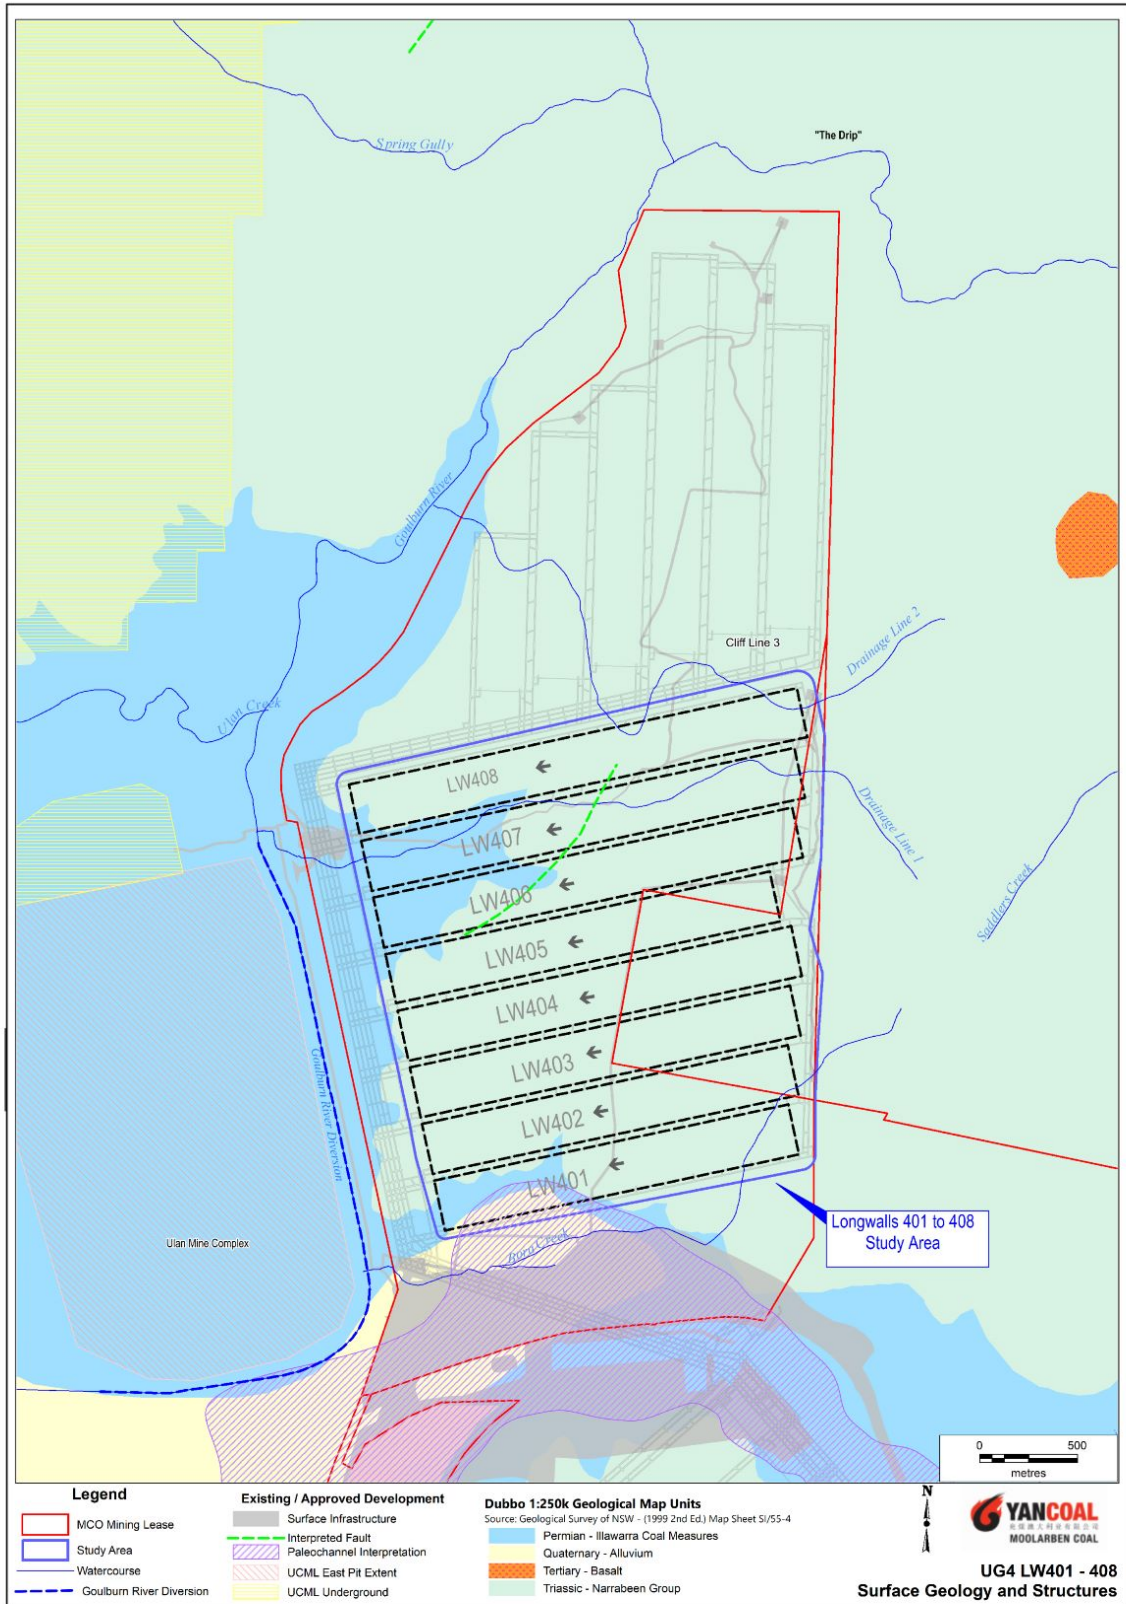 "The Drip"
Spring Gully
Goulburn River
Cliff Line 3
Drainage Line 2
Ulan Creek
LW408
Drainage Line 1
LW407
LW406
Saddlers Creek
LW405
LW404
LW403
Goulburn River Diverston
LW402
LW401
Longwalls 401 to 408
Study Area
Ulan Mine Complex
Bora Creek
0 500
metres
Legend
MCO Mining Lease
Study Area
Watercourse
Goulburn River Diversion
Existing / Approved Development
Surface Infrastructure
Interpreted Fault
Paleochannel Interpretation
UCML East Pit Extent
UCML Underground
Dubbo 1:250k Geological Map Units
Source: Geological Survey of NSW - (1999 2nd Ed.) Map Sheet SI/55-4
Permian - Illawarra Coal Measures
Quaternary - Alluvium
Tertiary - Basalt
Triassic - Narrabeen Group
N
YANCOAL
MOOLARBEN COAL
UG4 LW401 - 408
Surface Geology and Structures